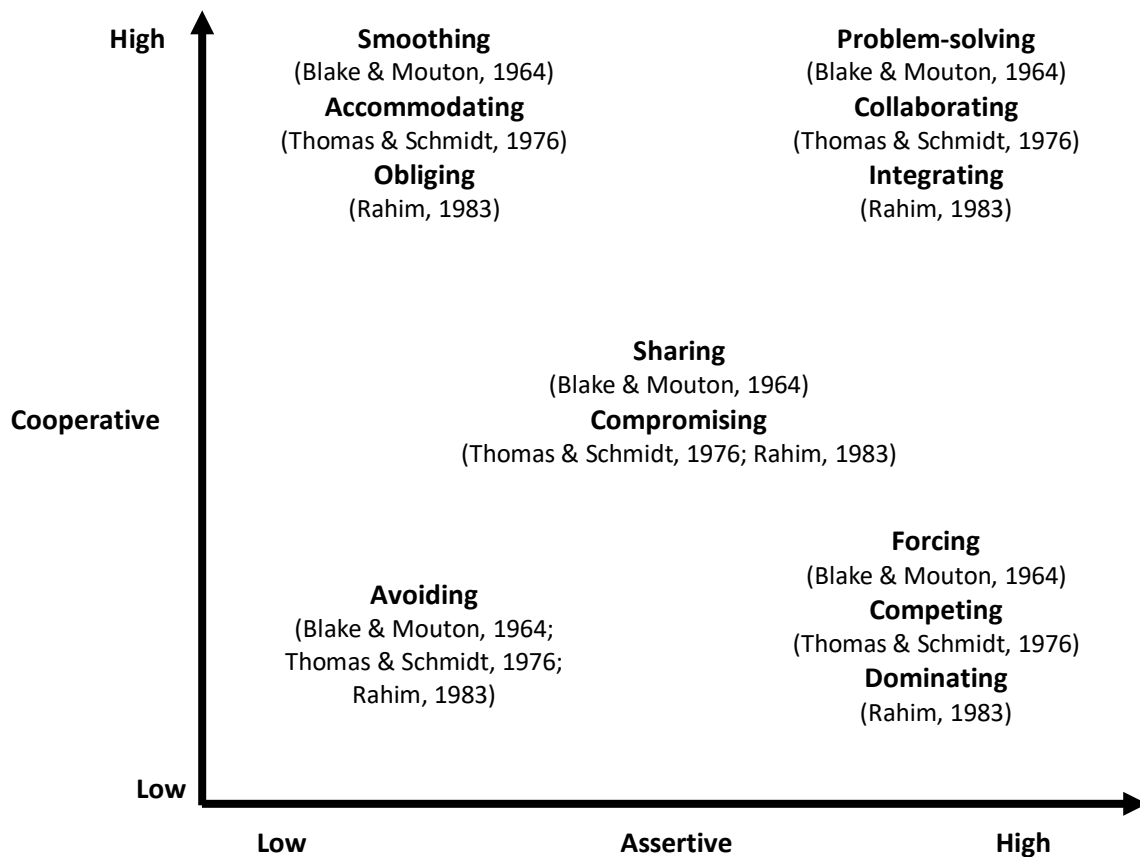 High
Smoothing
(Blake & Mouton, 1964)
Accommodating
(Thomas & Schmidt, 1976)
Obliging
(Rahim, 1983)
Problem-solving
(Blake & Mouton, 1964)
Collaborating
(Thomas & Schmidt, 1976)
Integrating
(Rahim, 1983)
Cooperative
Sharing
(Blake & Mouton, 1964)
Compromising
(Thomas & Schmidt, 1976; Rahim, 1983)
Avoiding
(Blake & Mouton, 1964;
Thomas & Schmidt, 1976;
Rahim, 1983)
Forcing
(Blake & Mouton, 1964)
Competing
(Thomas & Schmidt, 1976)
Dominating
(Rahim, 1983)
Low
Low
Assertive
High